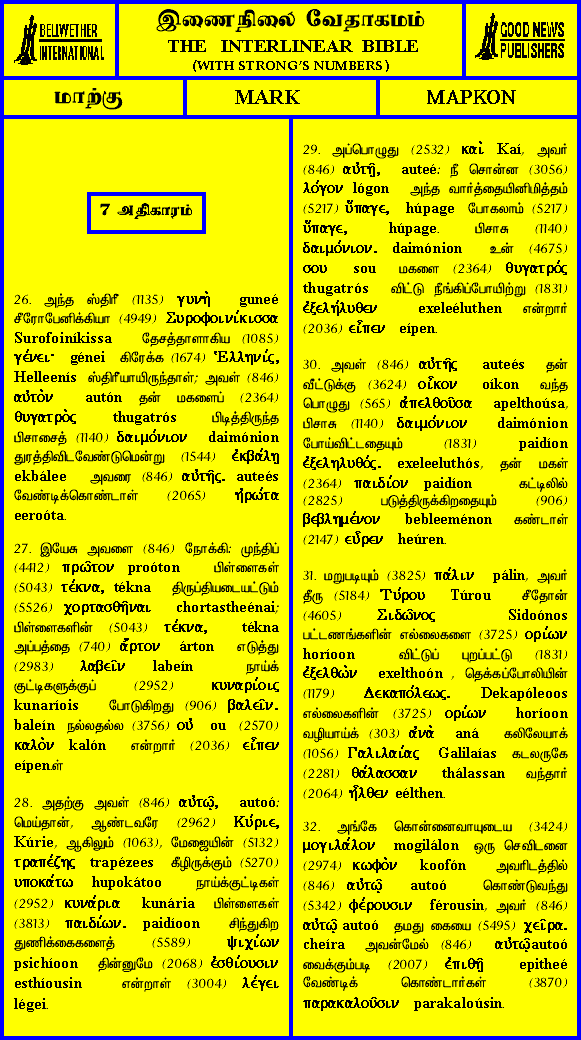 BELLWETHER
INTERNATIONAL
இணைநிலை வேதாகமம்
THE INTERLINEAR BIBLE
(WITH STRONG'S NUMBERS)
GOOD NEWS
PUBLISHERS
மாற்கு
MARK
ΜΑΡΚΟΝ
7 அதிகாரம்
26. அந்த ஸ்திரீ (1135) γυνὴ guneé
சீரோபேனிக்கியா (4949) Συροφοινίκισσα
Surofoiníkissa தேசத்தாளாகிய (1085)
γένει· génei கிரேக்க (1674) Ἑλληνίς,
Helleenís ஸ்திரீயாயிருந்தாள்; அவள் (846)
αὐτὸν autón தன் மகளைப் (2364)
θυγατρὸς thugatrós பிடித்திருந்த
பிசாசைத் (1140) δαιμόνιον daimónion
துரத்திவிடவேண்டுமென்று (1544) ἐκβάλῃ
ekbálee அவரை (846) αὐτῆς. auteés
வேண்டிக்கொண்டாள் (2065) ἠρώτα
eeroóta.
27. இயேசு அவளை (846) நோக்கி: முந்திப்
(4412) πρῶτον proóton பிள்ளைகள்
(5043) τέκνα, tékna திருப்தியடையட்டும்
(5526) χορτασθῆναι chortastheénai;
பிள்ளைகளின் (5043) τέκνα, tékna
அப்பத்தை (740) ἄρτον árton எடுத்து
(2983) λαβεῖν labeín நாய்க்
குட்டிகளுக்குப் (2952) κυναρίοις
kunaríois போடுகிறது (906) βαλεῖν.
baleín நல்லதல்ல (3756) οὐ ou (2570)
καλὸν kalón என்றார் (2036) εἶπεν
eípen.ள்
28. அதற்கு அவள் (846) αὐτῷ, autoó:
மெய்தான், ஆண்டவரே (2962) Κύριε,
Kúrie, ஆகிலும் (1063), மேஜையின் (5132)
τραπέζης trapézees கீழிருக்கும் (5270)
υποκάτω hupokátoo நாய்க்குட்டிகள்
(2952) κυνάρια kunária பிள்ளைகள்
(3813) παιδίων. paidíoon சிந்துகிற
துணிக்கைகளைத் (5589) ψιχίων
psichíoon தின்னுமே (2068) ἐσθίουσιν
esthíousin என்றாள் (3004) λέγει
légei.
29. அப்பொழுது (2532) καὶ Kaí, அவர்
(846) αὐτῇ, auteé: நீ சொன்ன (3056)
λόγον lógon அந்த வார்த்தையினிமித்தம்
(5217) ὕπαγε, húpage போகலாம் (5217)
ὕπαγε, húpage. பிசாசு (1140)
δαιμόνιον. daimónion உன் (4675)
σου sou மகளை (2364) θυγατρός
thugatrós விட்டு நீங்கிப்போயிற்று (1831)
ἐξελήλυθεν exeleéluthen என்றார்
(2036) εἶπεν eípen.
30. அவள் (846) αὐτῆς auteés தன்
வீட்டுக்கு (3624) οἶκον oíkon வந்த
பொழுது (565) ἀπελθοῦσα apelthoúsa,
பிசாசு (1140) δαιμόνιον daimónion
போய்விட்டதையும் (1831) paidíon
ἐξεληλυθός. exeleeluthós, தன் மகள்
(2364) παιδίον paidíon கட்டிலில்
(2825) படுத்திருக்கிறதையும் (906)
βεβλημένον bebleeménon கண்டாள்
(2147) εὗρεν heúren.
31. மறுபடியும் (3825) πάλιν pálin, அவர்
தீரு (5184) Τύρου Túrou சீதோன்
(4605) Σιδῶνος Sidoónos
பட்டணங்களின் எல்லைகளை (3725) ορίων
horíoon விட்டுப் புறப்பட்டு (1831)
ἐξελθὼν exelthoón , தெக்கப்போலியின்
(1179) Δεκαπόλεως. Dekapóleoos
எல்லைகளின் (3725) ορίων horíoon
வழியாய்க் (303) ἀνὰ aná கலிலேயாக்
(1056) Γαλιλαίας Galilaías கடலருகே
(2281) θάλασσαν thálassan வந்தார்
(2064) ἦλθεν eélthen.
32. அங்கே கொன்னைவாயுடைய (3424)
μογιλάλον mogilálon ஒரு செவிடனை
(2974) κωφὸν koofón அவரிடத்தில்
(846) αὐτῷ autoó கொண்டுவந்து
(5342) φέρουσιν férousin, அவர் (846)
αὐτῷ autoó தமது கையை (5495) χεῖρα.
cheíra அவன்மேல் (846) αὐτῷautoó
வைக்கும்படி (2007) ἐπιθῇ epitheé
வேண்டிக் கொண்டார்கள் (3870)
παρακαλοῦσιν parakaloúsin.